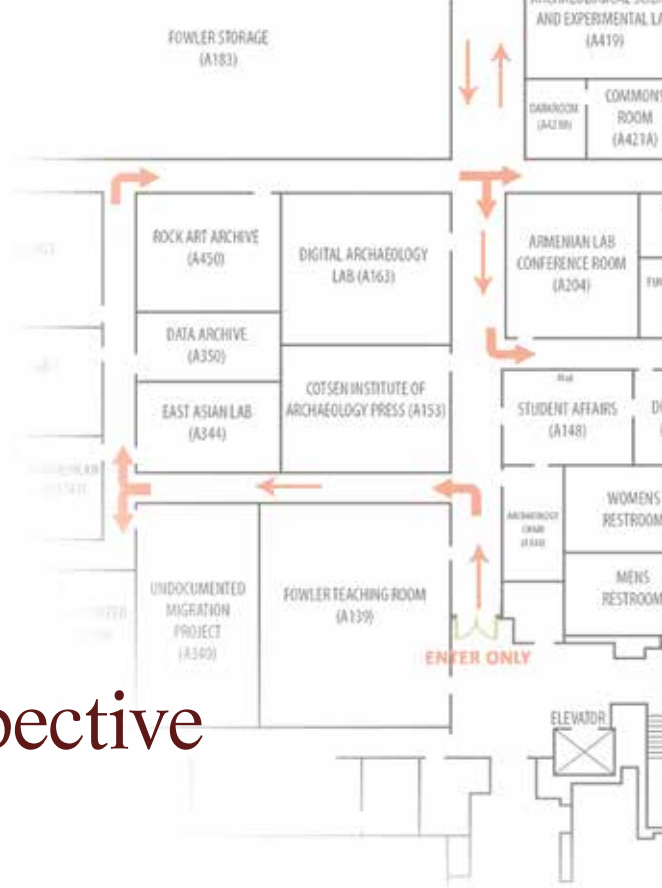 FOWLER STORAGE
(A183)
AND EXPERIMENTAL LA
(A419)
DARKROOM
COMMONS
ROOM
(A421A)
ROCK ART ARCHIVE
(A450)
DIGITAL ARCHAEOLOGY
LAB (A163)
ARMENIAN LAB
CONFERENCE ROOM
(A204)
DATA ARCHIVE
(A350)
EAST ASIAN LAB
(A344)
COTSEN INSTITUTE OF
ARCHAEOLOGY PRESS (A153)
STUDENT AFFAIRS
(A148)
WOMENS
RESTROOM
MENS
RESTROOM
UNDOCUMENTED
MIGRATION
PROJECT
(A340)
FOWLER TEACHING ROOM
(A139)
ENTER ONLY
pective
ELEVATOR